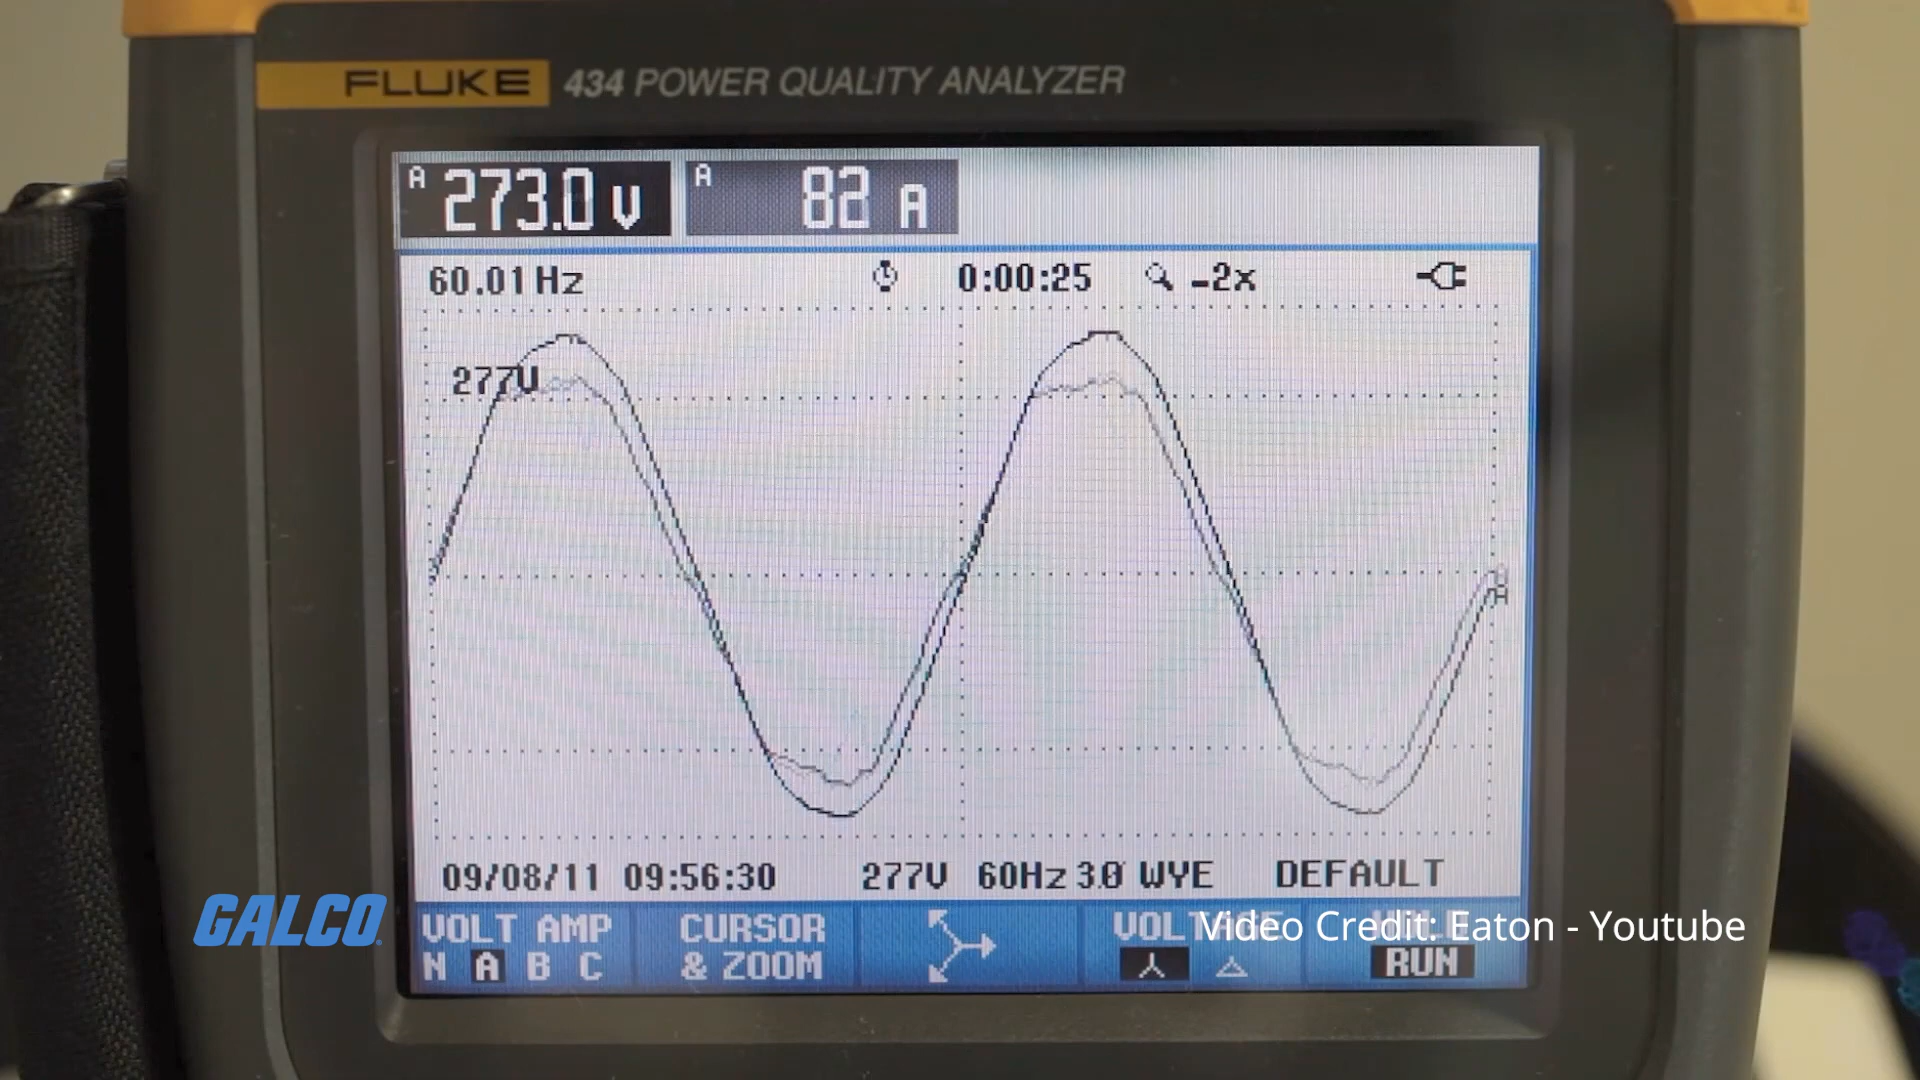 FLUKE 434 POWER QUALITY ANALYZER
A 273.0 V A 82 A
60.01 Hz 0:00:25 -2x
277V
A
09/08/11 09:56:30 277V 60Hz 3Ø WYE DEFAULT
VOLT AMP CURSOR
N A B C & ZOOM RUN
GALCO
Video Credit: Eaton - Youtube